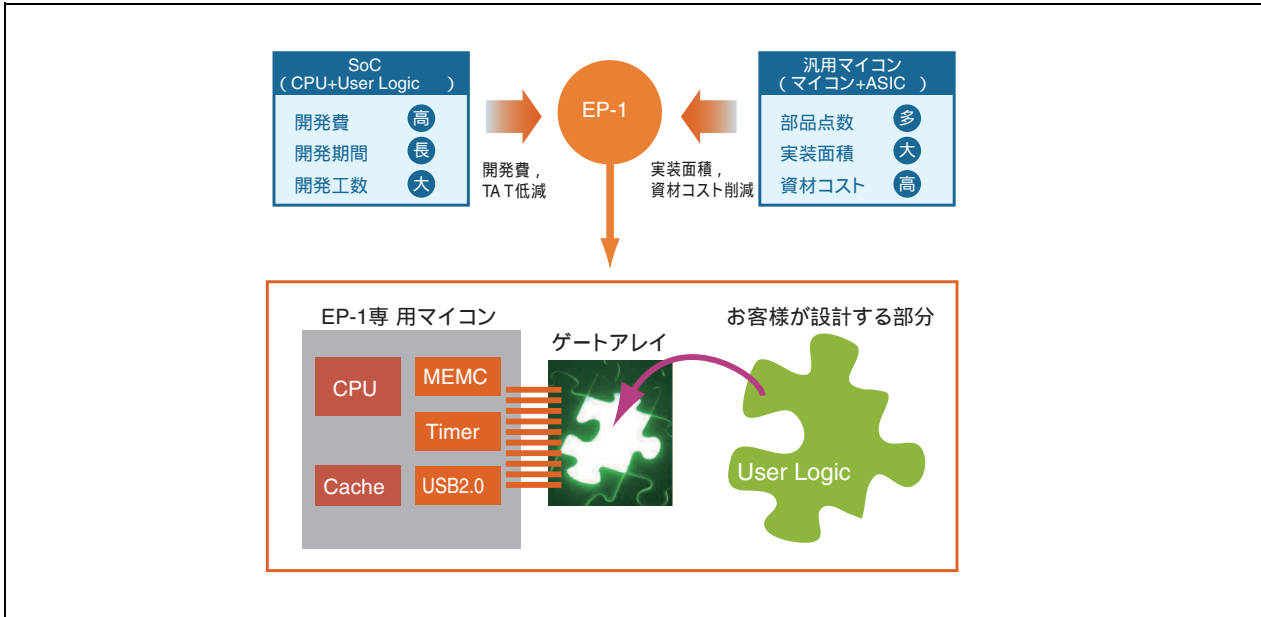 SoC
（CPU+User Logic　）
開発費 高
開発期間 長
開発工数 大
開発費，
TAT低減
EP-1
実装面積，
資材コスト削減
汎用マイコン
（マイコン+ASIC　）
部品点数 多
実装面積 大
資材コスト 高
EP-1専 用マイコン
CPU
MEMC
Timer
Cache
USB2.0
ゲートアレイ
お客様が設計する部分
User Logic